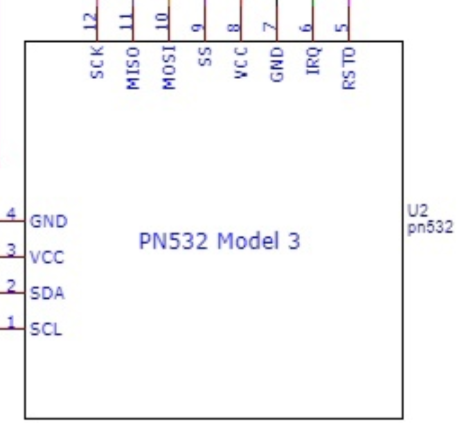 12 11 10 9 8 7 6 5
SCK MISO MOSI SS VCC GND IRQ RSTO
4 GND
3 VCC
2 SDA
1 SCL
PN532 Model 3
U2
pn532